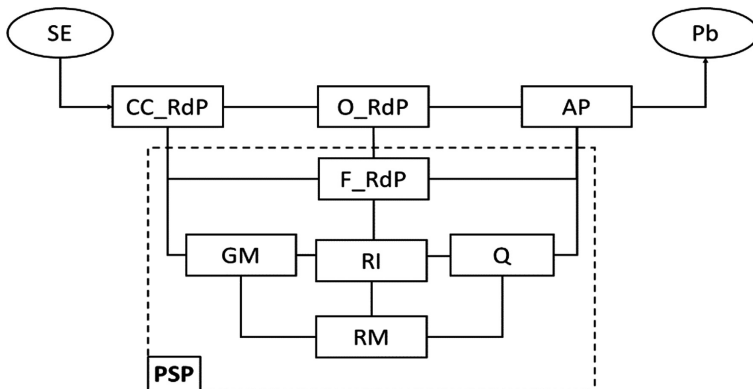 SE
Pb
CC_RdP
O_RdP
AP
F_RdP
GM
RI
Q
RM
PSP